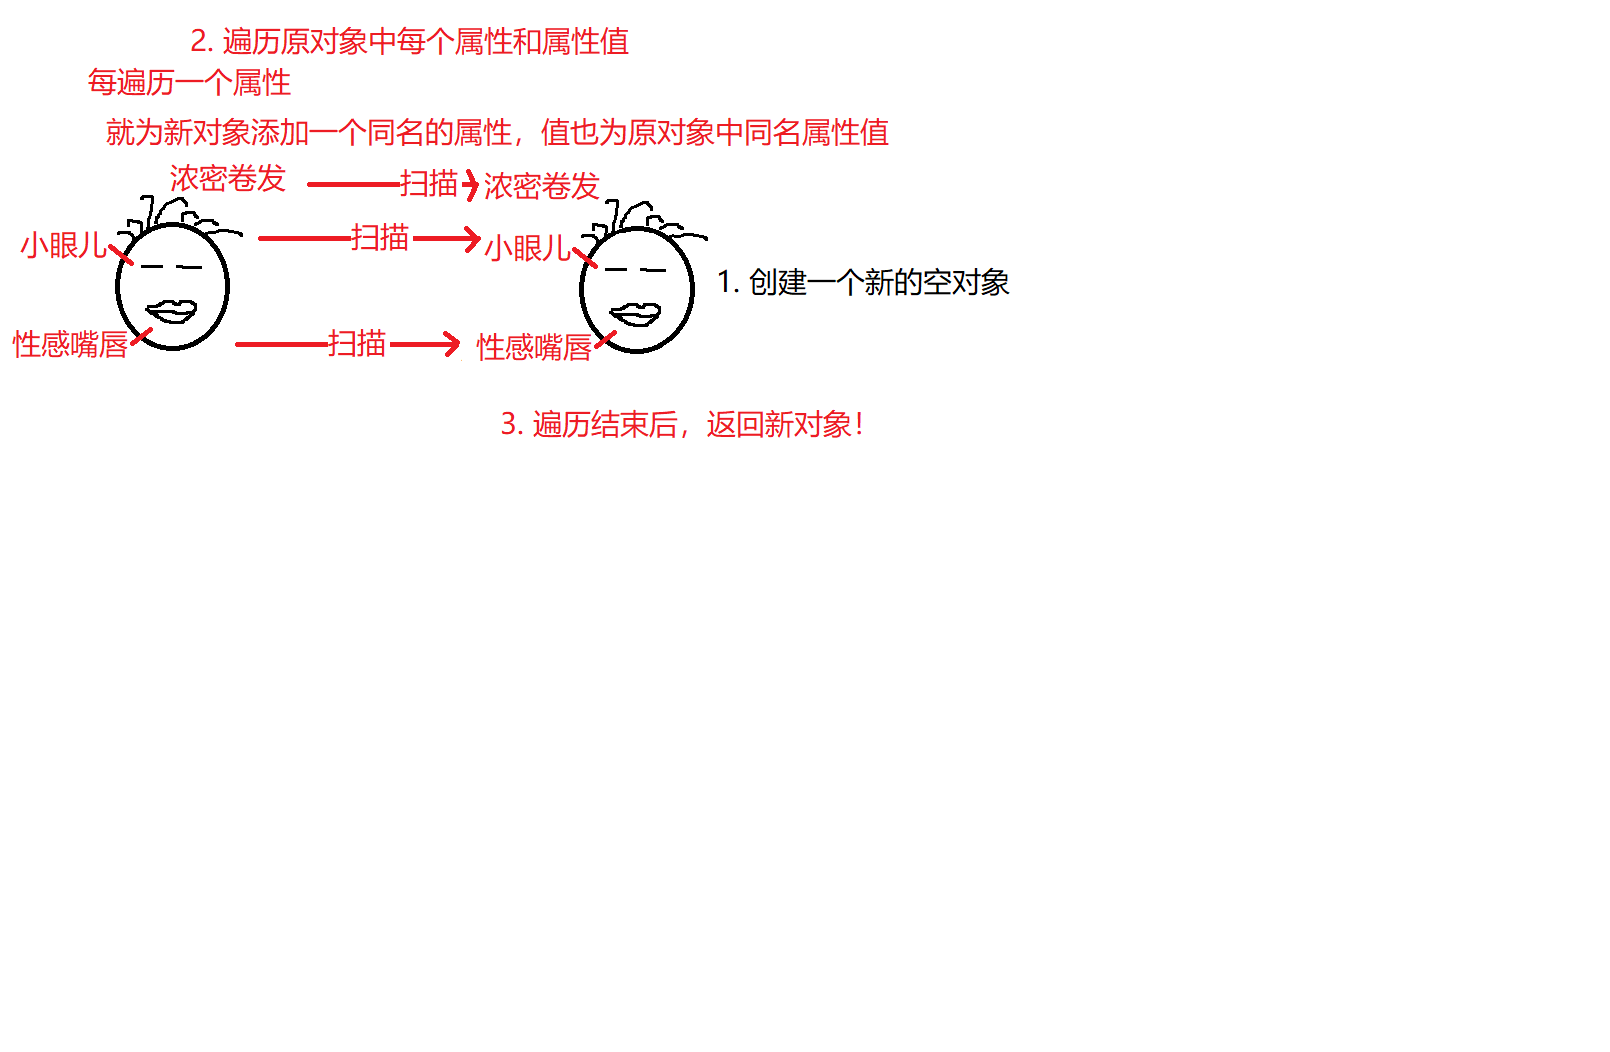 2. 遍历原对象中每个属性和属性值
每遍历一个属性
就为新对象添加一个同名的属性，值也为原对象中同名属性值
浓密卷发 扫描 浓密卷发
小眼儿 扫描 小眼儿
1. 创建一个新的空对象
性感嘴唇 扫描 性感嘴唇
3. 遍历结束后，返回新对象！